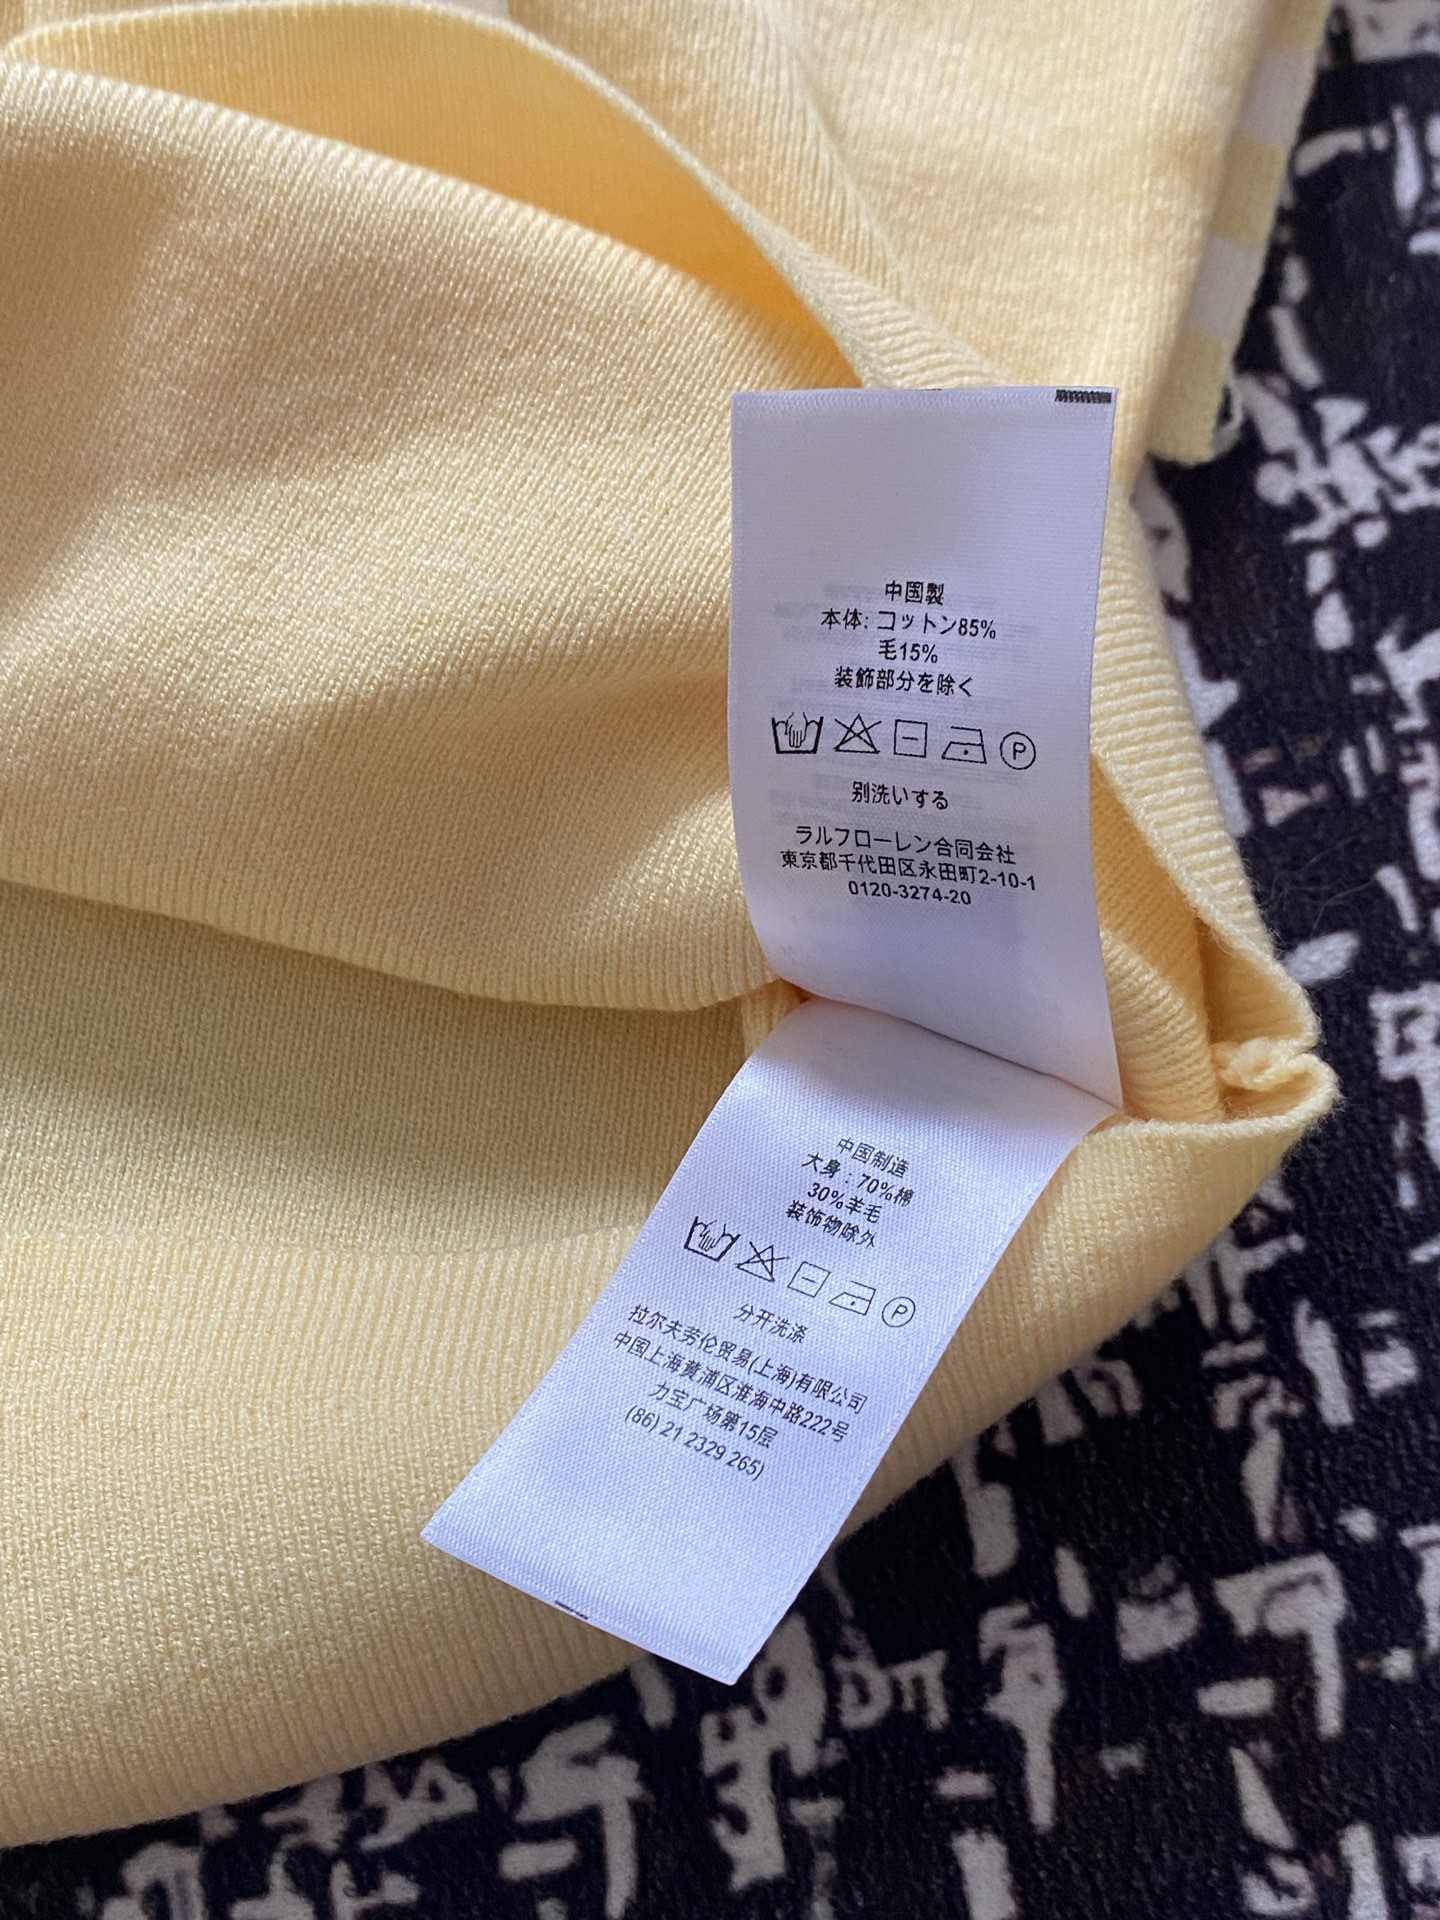 中国製
本体: コットン85%
毛15%
装飾部分を除く
P
別洗いする
ラルフローレン合同会社
東京都千代田区永田町2-10-1
0120-3274-20
中国制造
大身：70%棉
30%羊毛
装饰物除外
P
分开洗涤
拉尔夫劳伦贸易(上海)有限公司
中国上海黄浦区淮海中路222号
力宝广场第15层
(86) 21 2329 265)